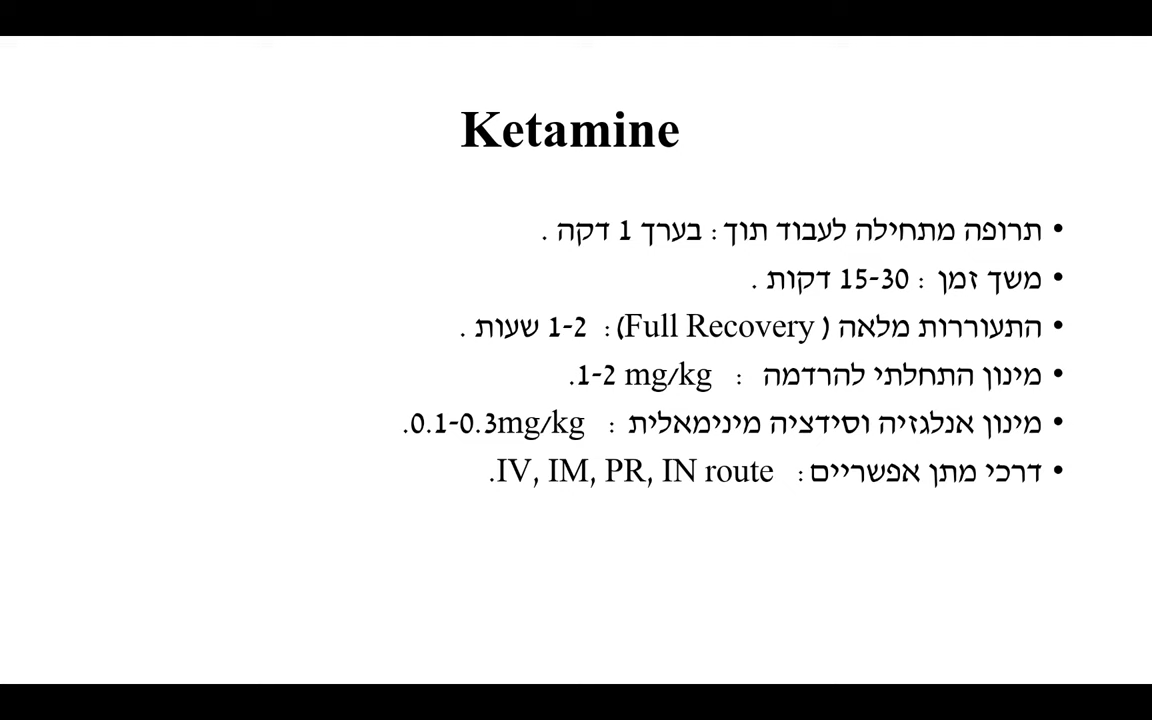 Ketamine
• תרופה מתחילה לעבוד תוך : בערך 1 דקה .
• משך זמן : 15-30 דקות .
• התעוררות מלאה (Full Recovery) : 1-2 שעות .
• מינון התחלתי להרדמה : 1-2 mg/kg.
• מינון אנלגזיה וסידציה מינימאלית : 0.1-0.3mg/kg.
• דרכי מתן אפשריים : IV, IM, PR, IN route.